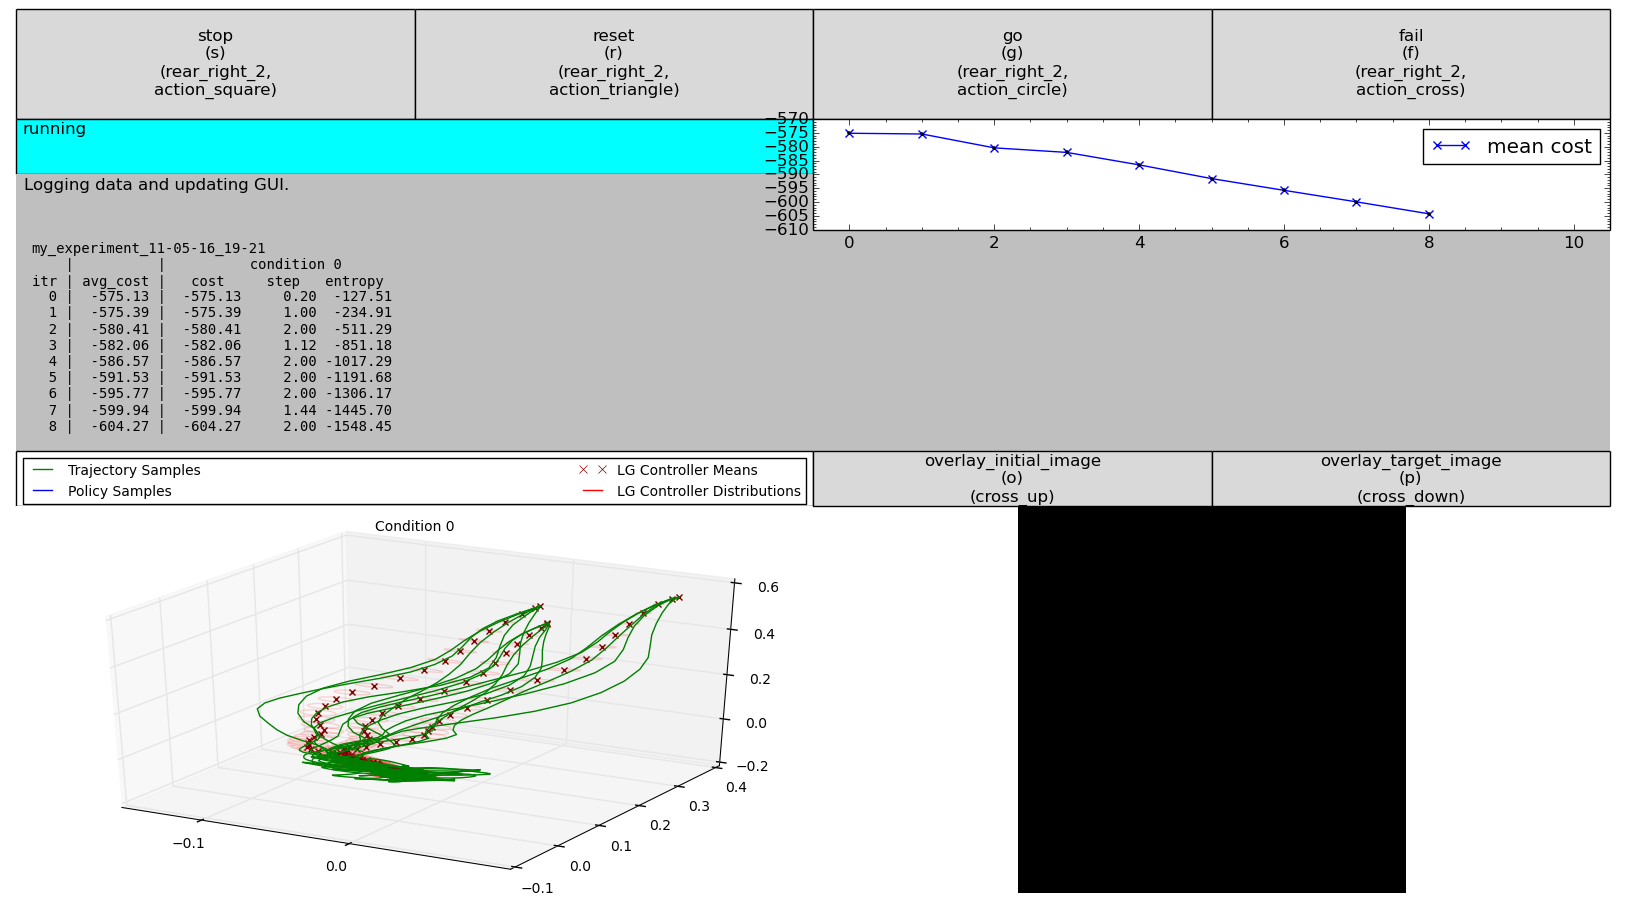 stop
(s)
(rear_right_2,
action_square)
reset
(r)
(rear_right_2,
action_triangle)
go
(g)
(rear_right_2,
action_circle)
fail
(f)
(rear_right_2,
action_cross)
running
−570
−575
−580
−585
−590
−595
−600
−605
−610
mean cost
0 2 4 6 8 10
Logging data and updating GUI.
my_experiment_11-05-16_19-21
| | condition 0
itr | avg_cost | cost step entropy
0 | -575.13 | -575.13 0.20 -127.51
1 | -575.39 | -575.39 1.00 -234.91
2 | -580.41 | -580.41 2.00 -511.29
3 | -582.06 | -582.06 1.12 -851.18
4 | -586.57 | -586.57 2.00 -1017.29
5 | -591.53 | -591.53 2.00 -1191.68
6 | -595.77 | -595.77 2.00 -1306.17
7 | -599.94 | -599.94 1.44 -1445.70
8 | -604.27 | -604.27 2.00 -1548.45
Trajectory Samples
Policy Samples
LG Controller Means
LG Controller Distributions
overlay_initial_image
(o)
(cross_up)
overlay_target_image
(p)
(cross_down)
Condition 0
0.6
0.4
0.2
0.0
−0.2
0.4
0.3
0.2
0.1
0.0
−0.1
−0.1
0.0